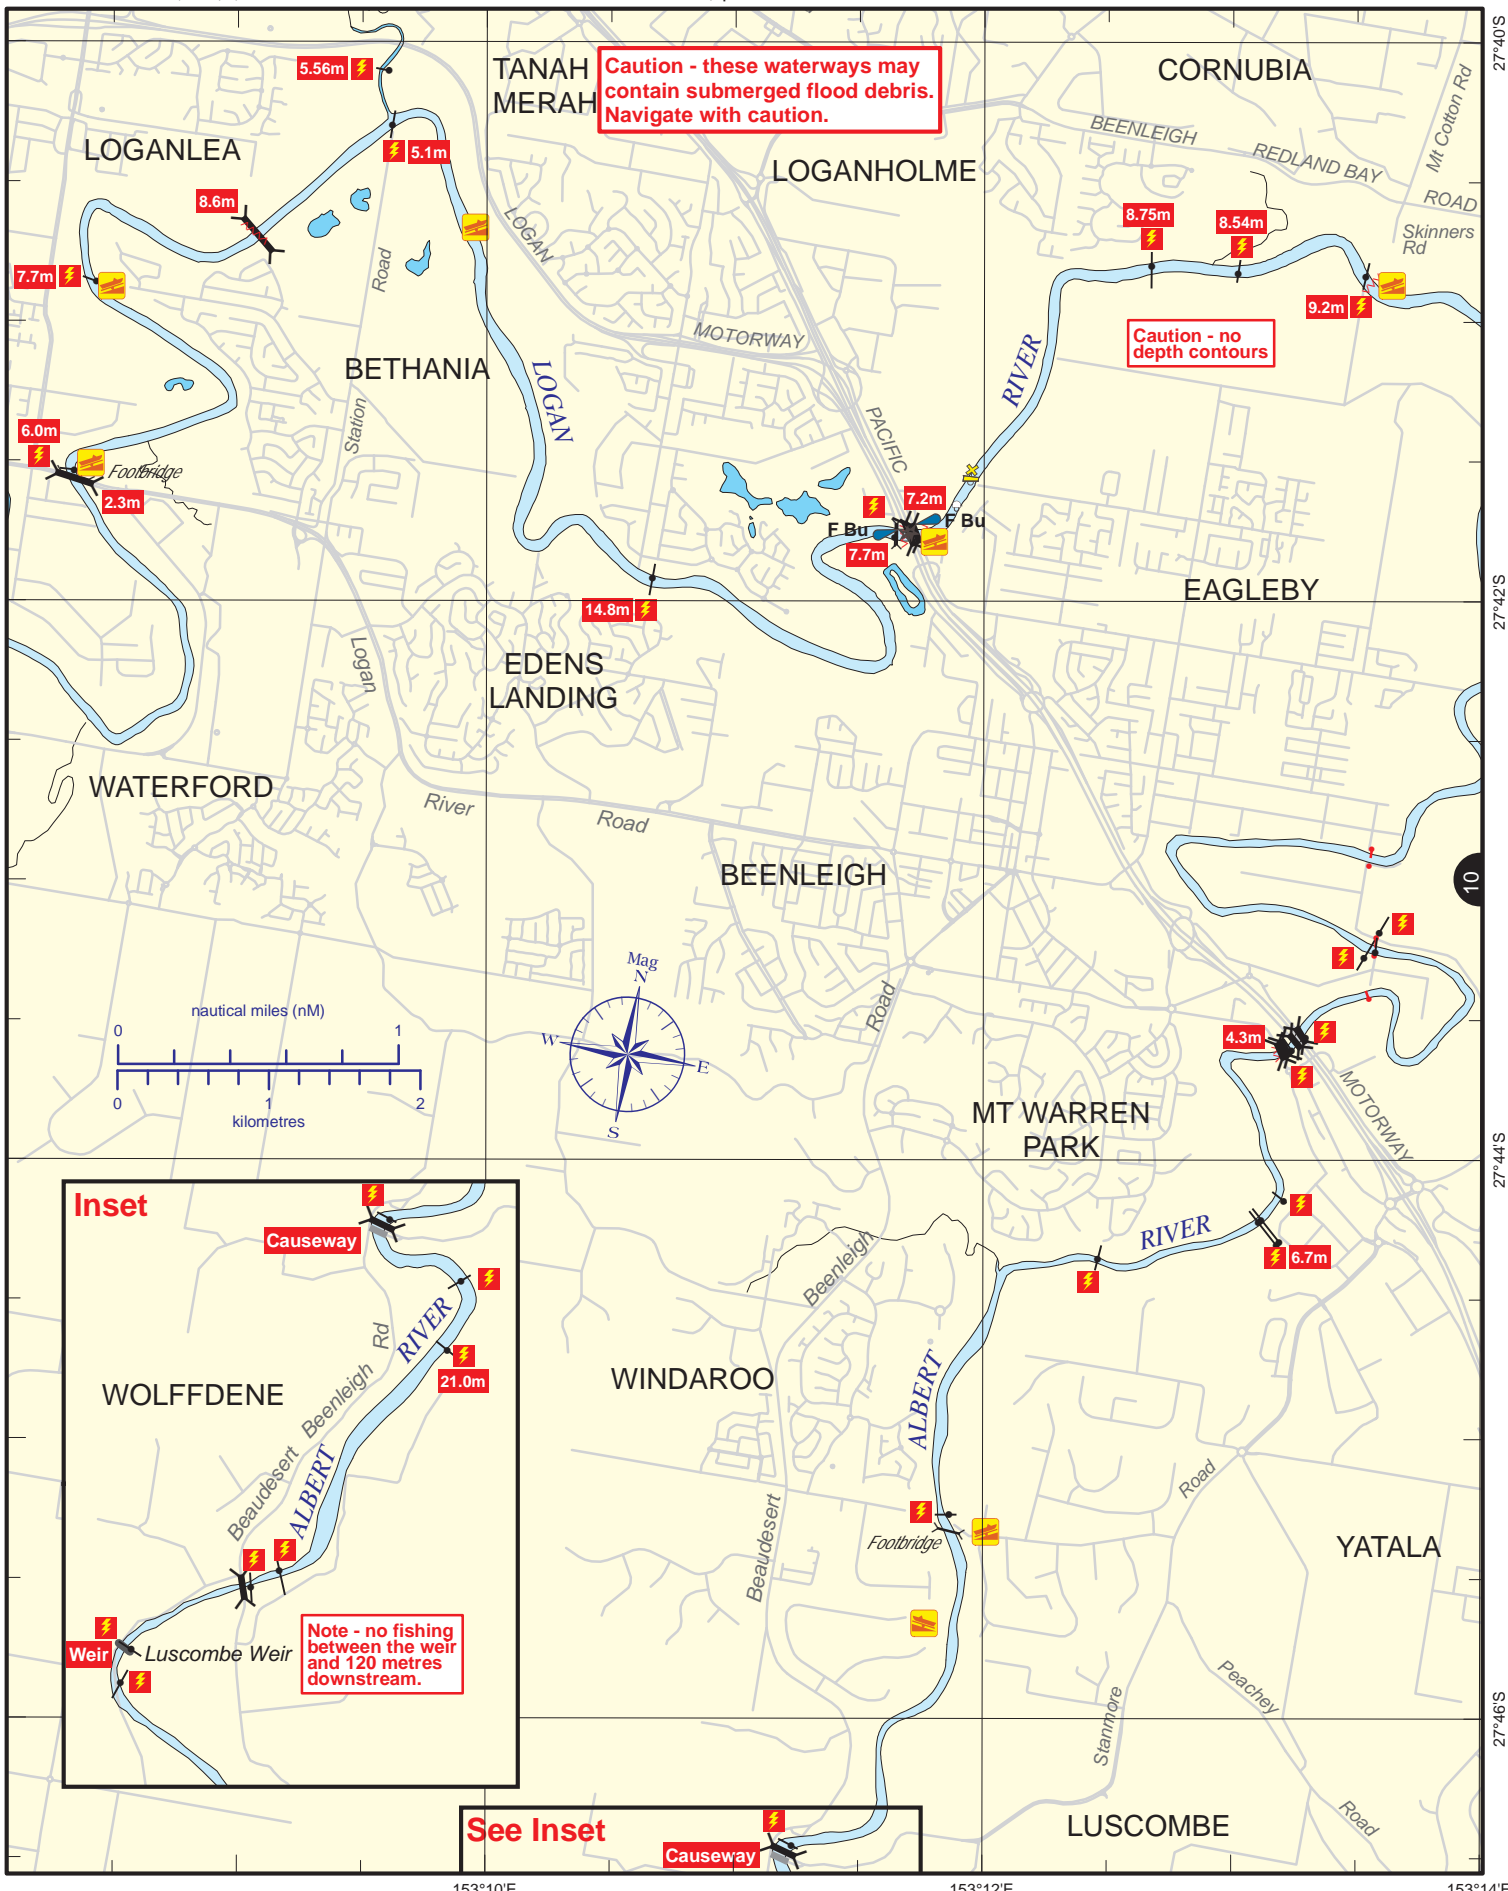 27°40'S
5.56m
TANAH
MERAH
Caution - these waterways may
contain submerged flood debris.
Navigate with caution.
CORNUBIA
Mt Cotton Rd
BEENLEIGH
REDLAND BAY
ROAD
LOGANLEA
5.1m
LOGANHOLME
8.6m
LOGAN
MOTORWAY
8.75m
8.54m
Skinners
Rd
7.7m
Road
9.2m
Caution - no
depth contours
BETHANIA
LOGAN
RIVER
Station
PACIFIC
6.0m
Footbridge
2.3m
7.2m
F Bu
F Bu
7.7m
EAGLEBY
14.8m
27°42'S
Logan
EDENS
LANDING
WATERFORD
River
Road
BEENLEIGH
10
Mag
N
W
E
S
Road
nautical miles (nM)
0
1
0
1
2
kilometres
4.3m
MOTORWAY
MT WARREN
PARK
27°44'S
Inset
Causeway
RIVER
6.7m
Beenleigh
Rd
RIVER
21.0m
WOLFFDENE
Beenleigh
Beaudesert
ALBERT
WINDAROO
ALBERT
Road
Beaudesert
Footbridge
YATALA
Note - no fishing
between the weir
and 120 metres
downstream.
Weir
Luscombe Weir
Peachey
Stanmore
Road
27°46'S
See Inset
Causeway
LUSCOMBE
153°10'E
153°12'E
153°14'E